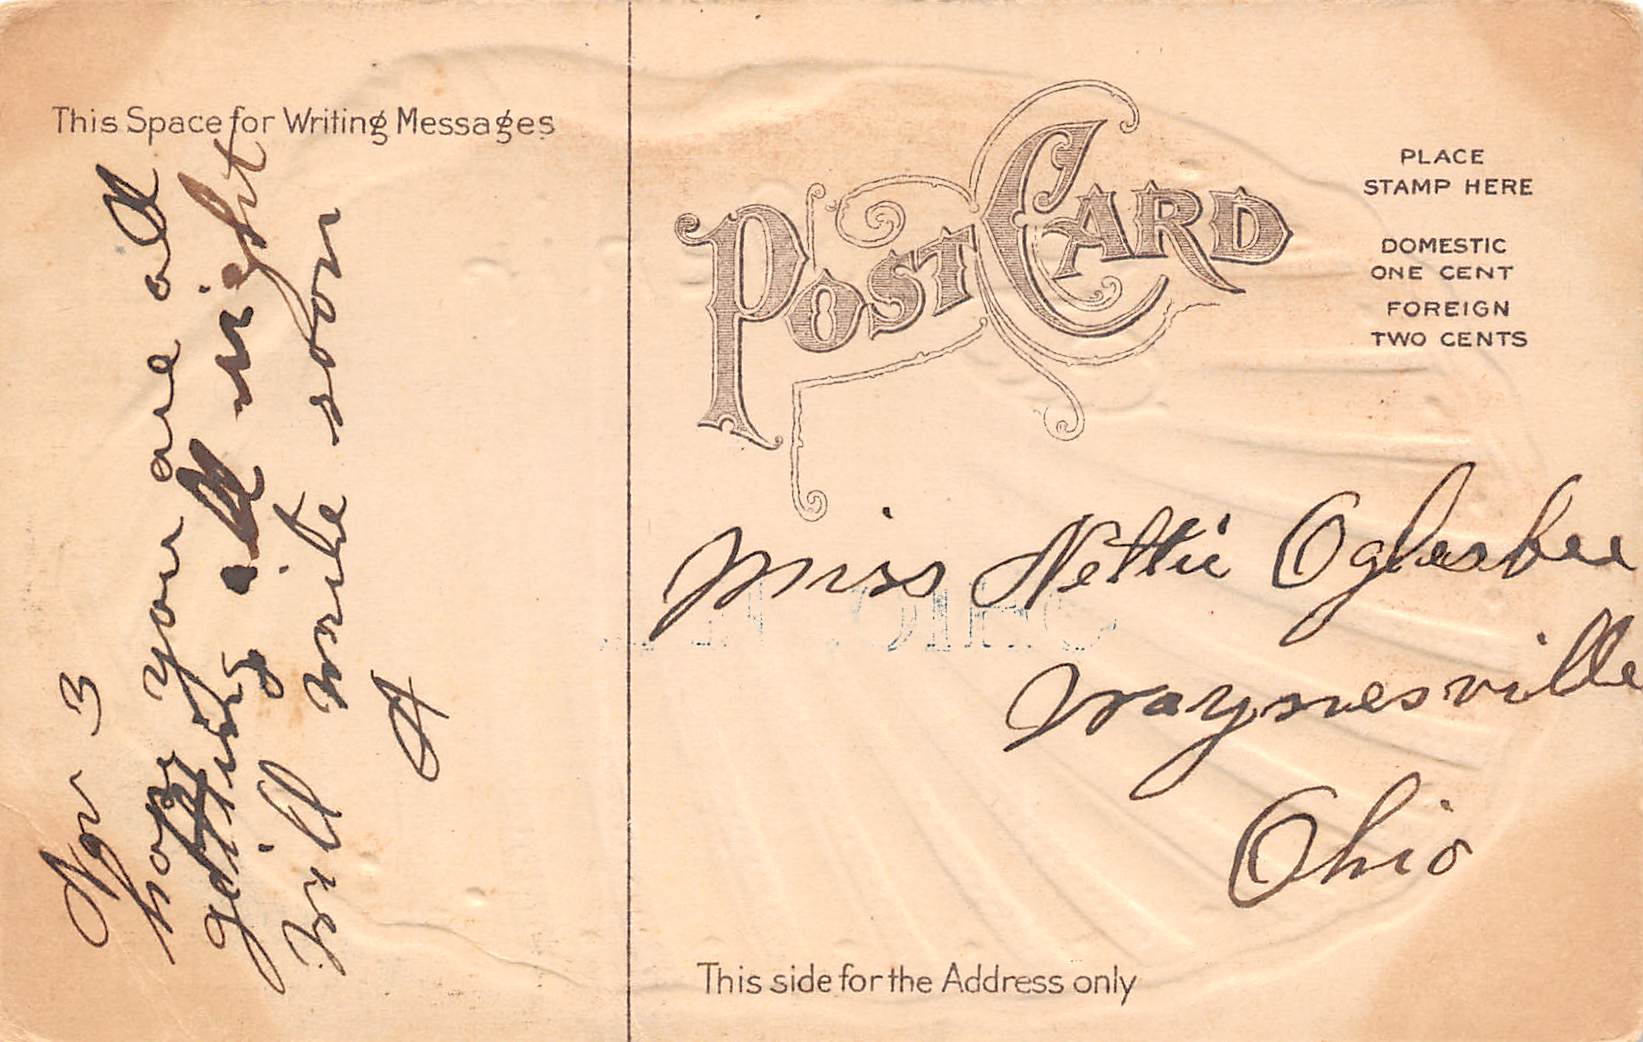 This Space for Writing Messages
Nov 3
hope you are all
getting all right
will write soon
A
POST CARD
PLACE
STAMP HERE
DOMESTIC
ONE CENT
FOREIGN
TWO CENTS
Miss Nettie Oglesbee
Waynesville
Ohio
This side for the Address only